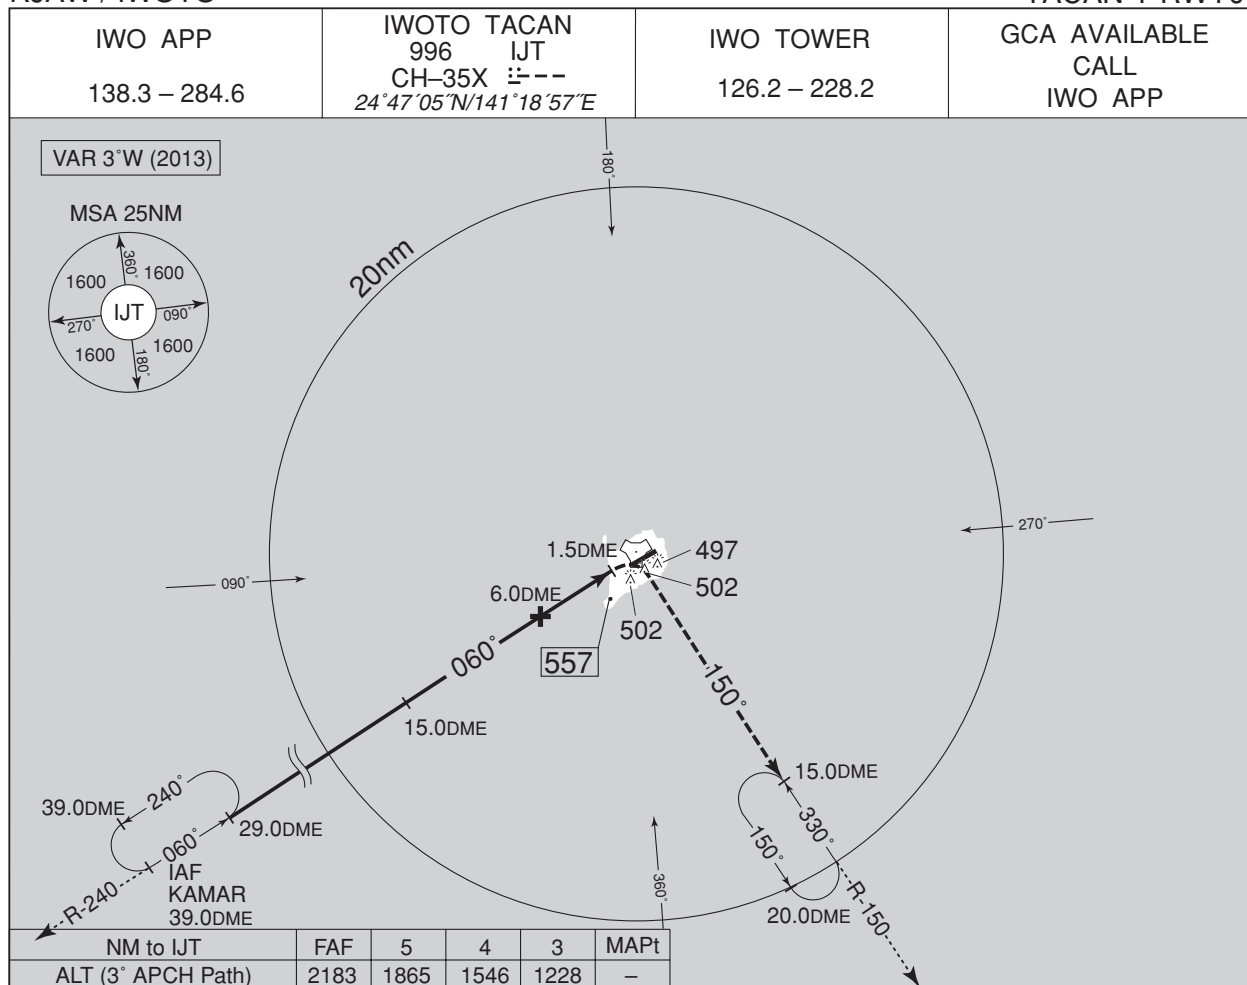 IWO APP
138.3 – 284.6
IWOTO TACAN
996 IJT
CH–35X
24°47′05″N/141°18′57″E
IWO TOWER
126.2 – 228.2
GCA AVAILABLE
CALL
IWO APP
VAR 3°W (2013)
MSA 25NM
360°
1600
1600
IJT
270°
090°
1600
1600
180°
180°
20nm
270°
090°
1.5DME
497
6.0DME
502
502
557
060°
150°
15.0DME
15.0DME
39.0DME
240°
29.0DME
060°
330°
150°
IAF
KAMAR
39.0DME
R-240
360°
20.0DME
R-150
NM to IJT FAF 5 4 3 MAPt
ALT (3° APCH Path) 2183 1865 1546 1228 –